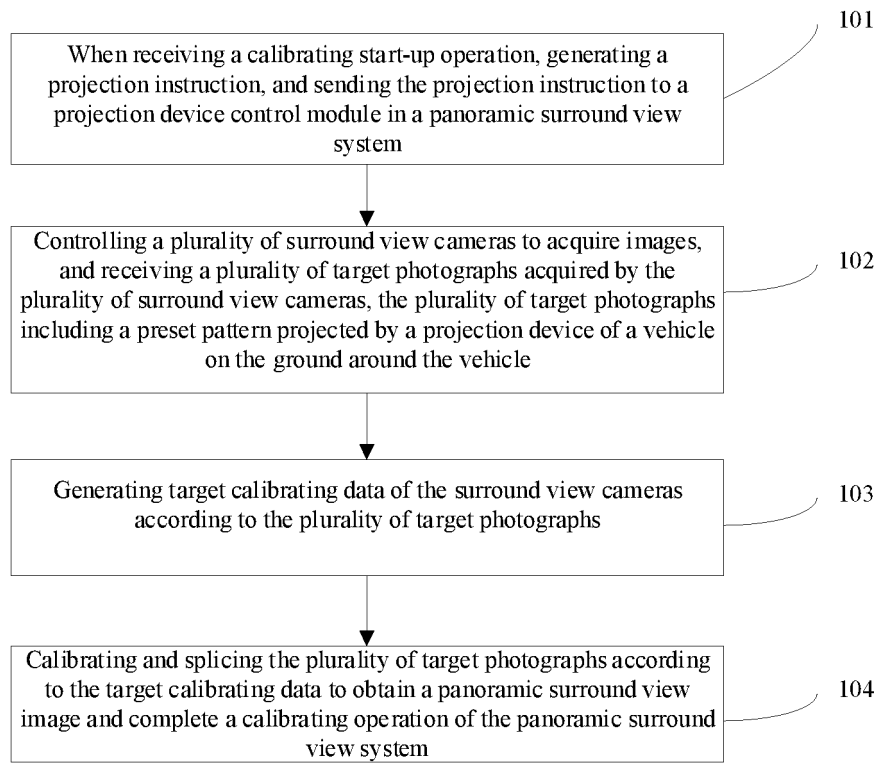 101
When receiving a calibrating start-up operation, generating a
projection instruction, and sending the projection instruction to a
projection device control module in a panoramic surround view
system
Controlling a plurality of surround view cameras to acquire images,
and receiving a plurality of target photographs acquired by the
plurality of surround view cameras, the plurality of target photographs
including a preset pattern projected by a projection device of a vehicle
on the ground around the vehicle
102
Generating target calibrating data of the surround view cameras
according to the plurality of target photographs
103
Calibrating and splicing the plurality of target photographs according
to the target calibrating data to obtain a panoramic surround view
image and complete a calibrating operation of the panoramic surround
view system
104